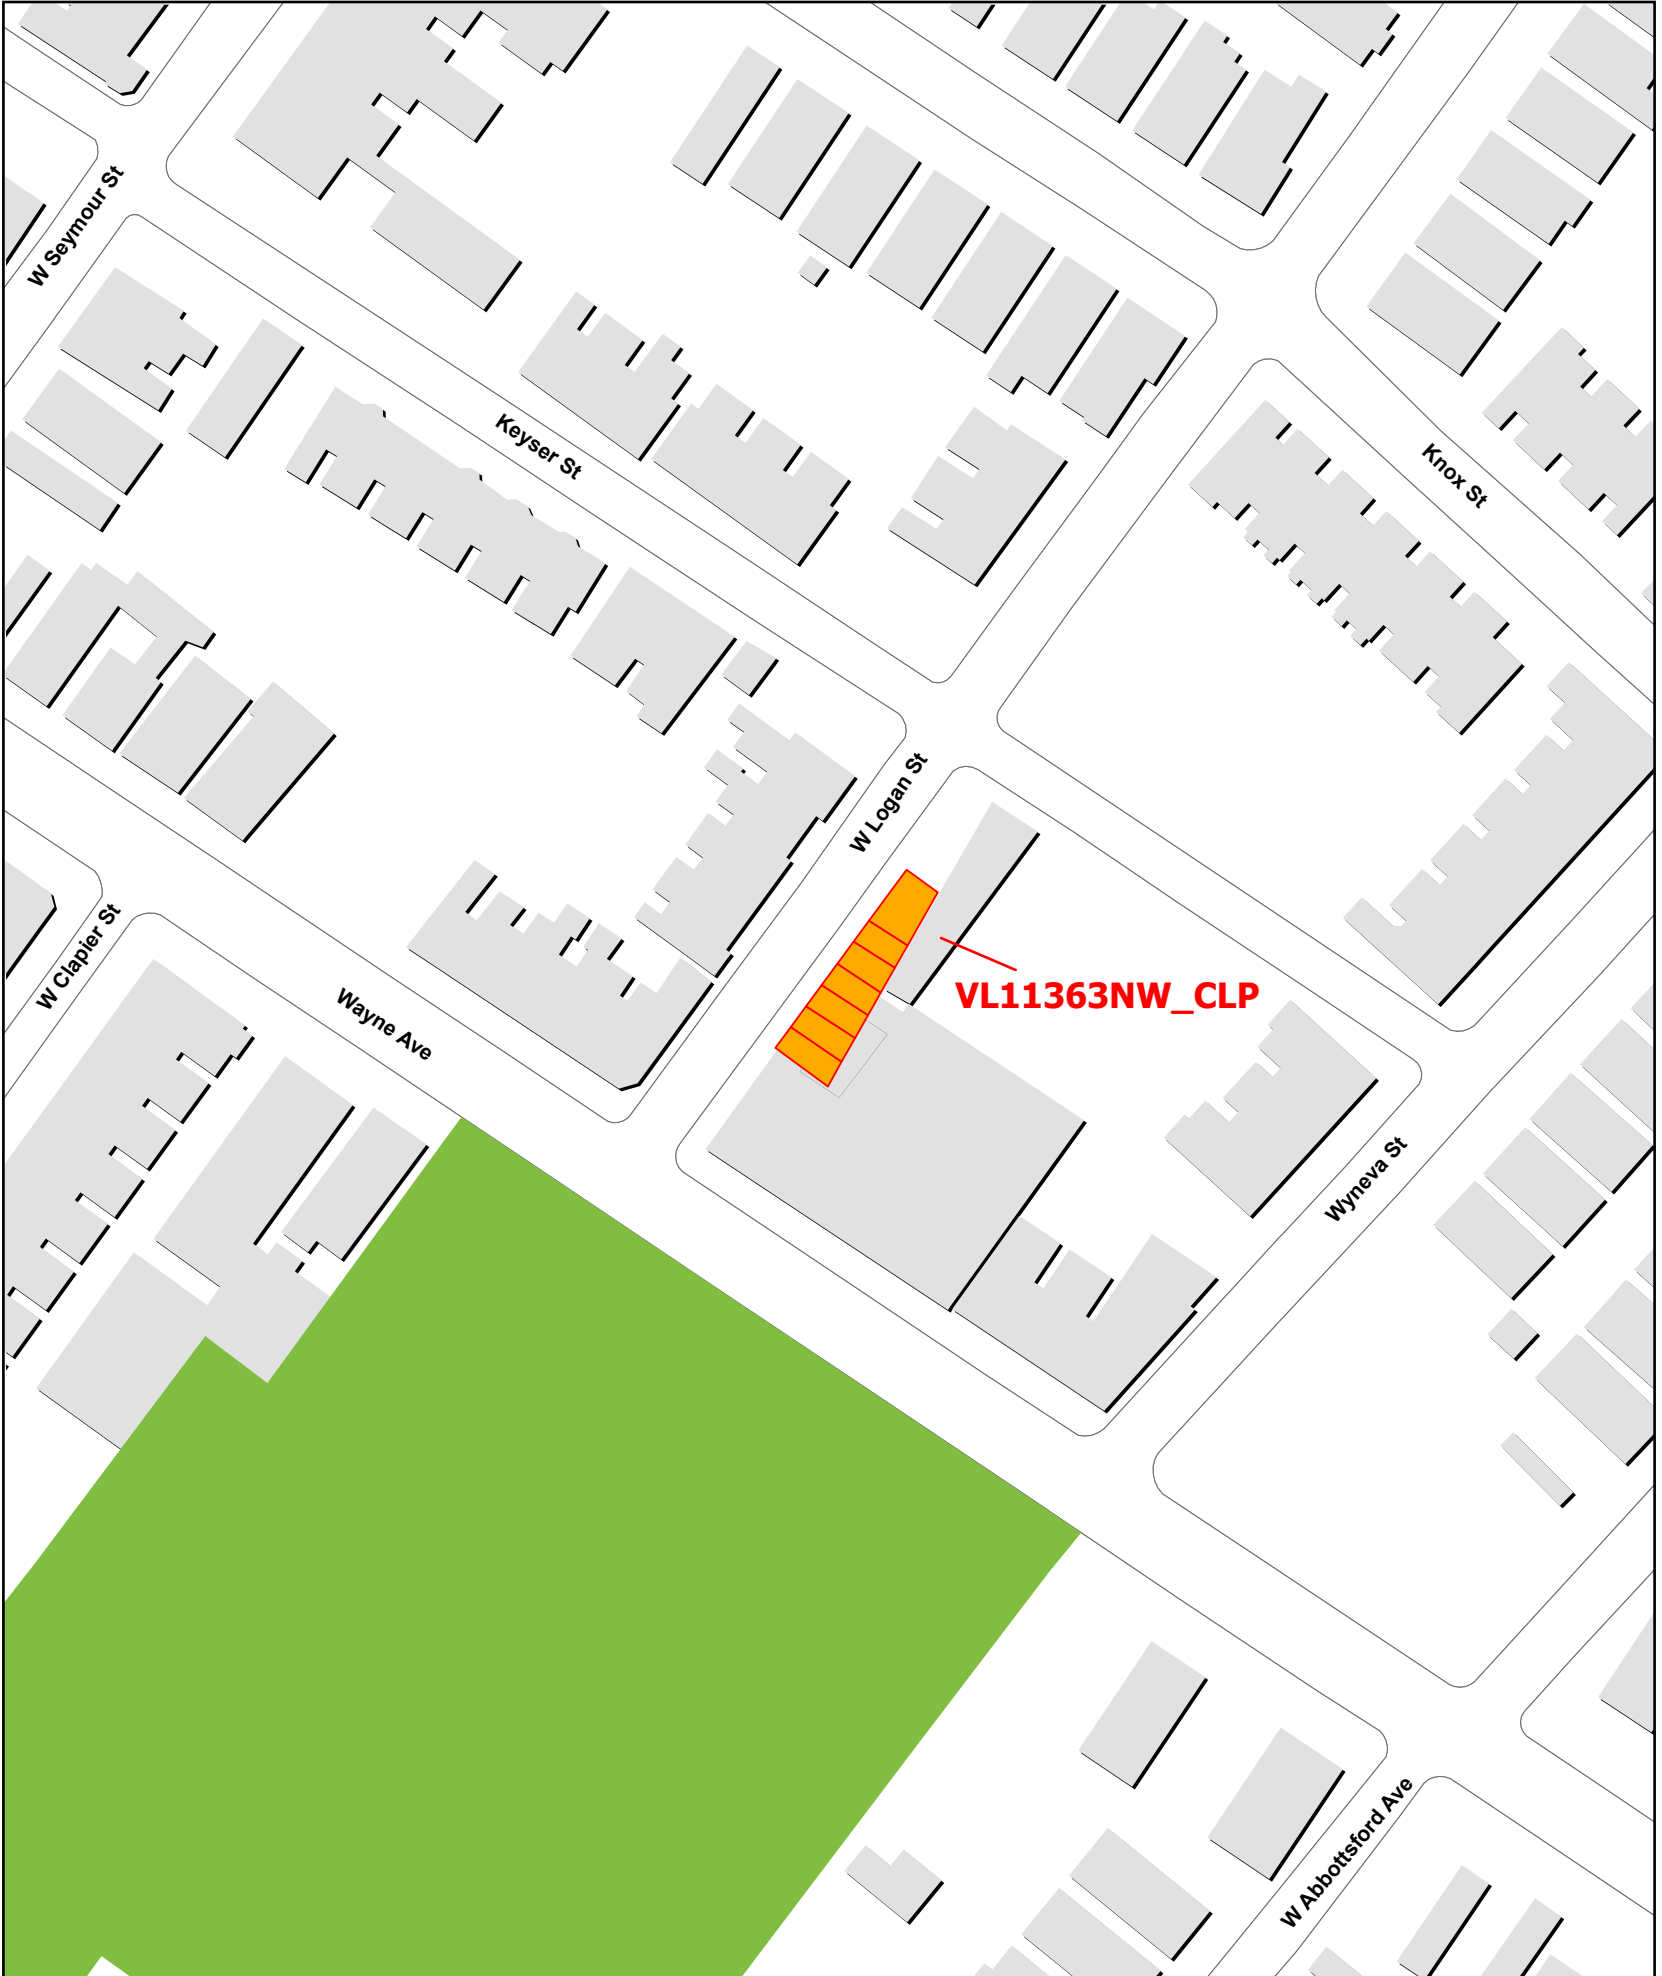 W Seymour St
Keyser St
Knox St
W Logan St
W Clapier St
VL11363NW_CLP
Wayne Ave
Wyneva St
W Abbottsford Ave